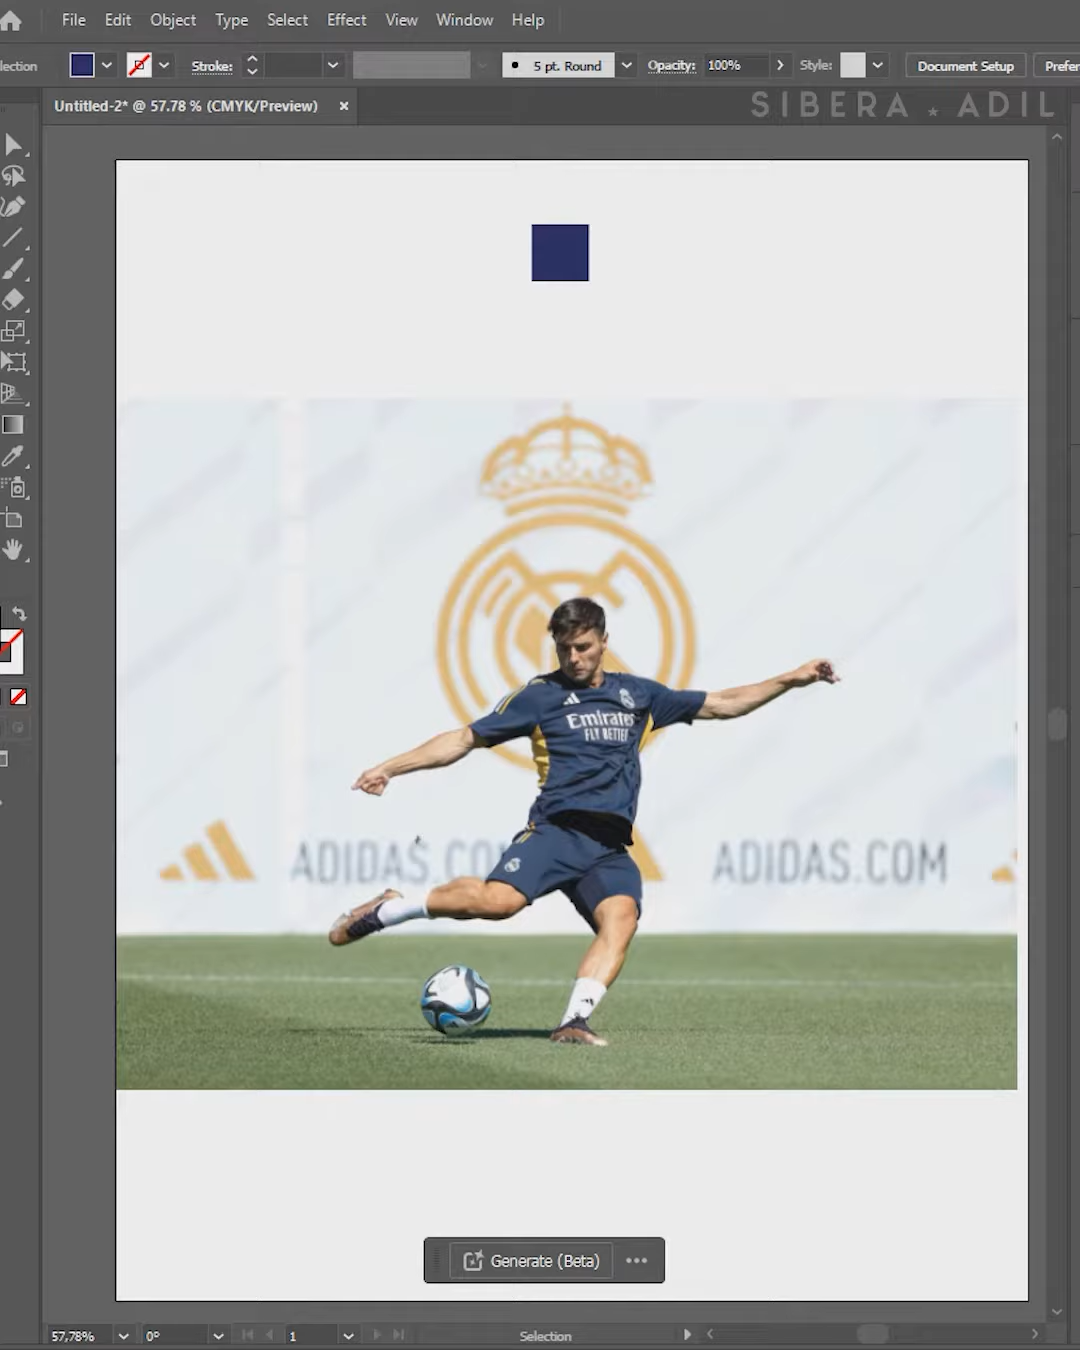 File Edit Object Type Select Effect View Window Help
lection Stroke: 5 pt. Round Opacity: 100% Style: Document Setup Prefer
Untitled-2* @ 57.78 % (CMYK/Preview) ×
SIBERA ★ ADIL
Emirates
FLY BETTER
ADIDAS.CO
ADIDAS.COM
Generate (Beta)
57,78% 0° 1 Selection